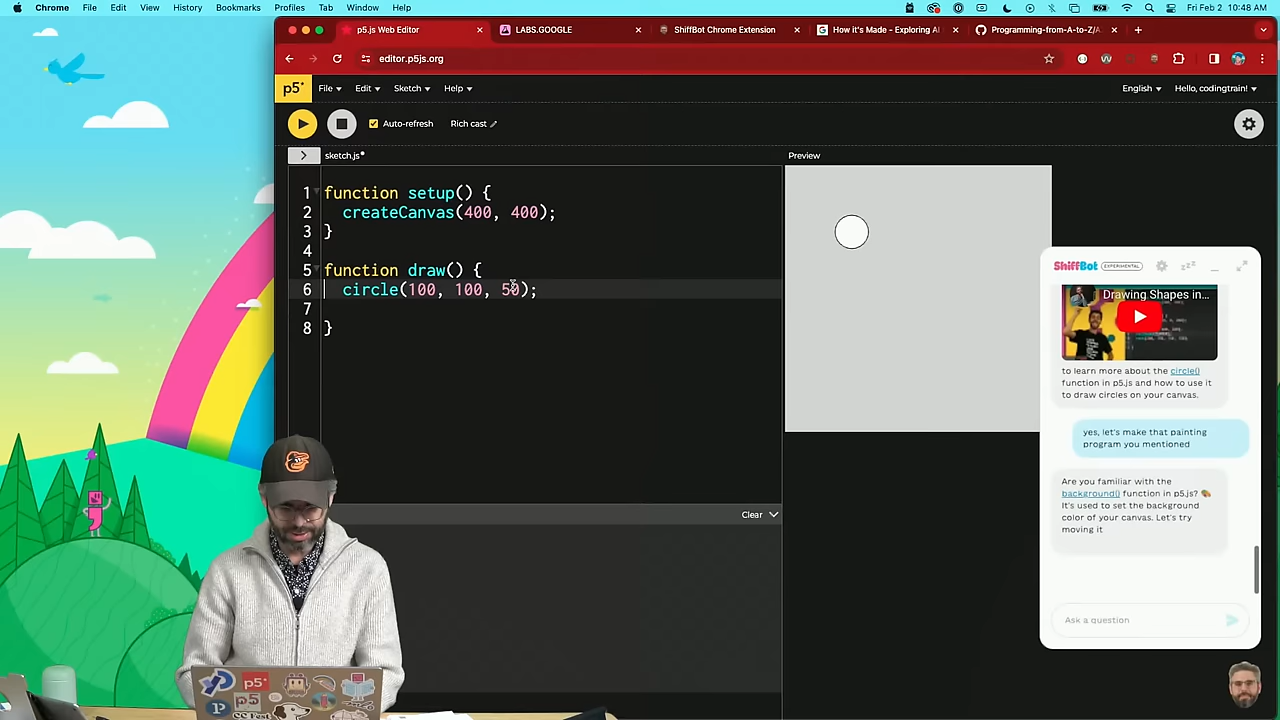 Chrome File Edit View History Bookmarks Profiles Tab Window Help Fri Feb 2 10:48 AM
p5.js Web Editor LABS.GOOGLE ShiffBot Chrome Extension How it's Made - Exploring AI Programming-from-A-to-Z/A
editor.p5js.org
p5* File Edit Sketch Help English Hello, codingtrain!
Auto-refresh Rich cast
sketch.js* Preview
1 function setup() {
2 createCanvas(400, 400);
3 }
4
5 function draw() {
6 circle(100, 100, 50);
7
8 }
Clear
ShiffBot EXPERIMENTAL
Drawing Shapes in...
to learn more about the circle()
function in p5.js and how to use it
to draw circles on your canvas.
yes, let's make that painting
program you mentioned
Are you familiar with the
background() function in p5.js? 🎨
It's used to set the background
color of your canvas. Let's try
moving it
Ask a question
p5*
p5
P
CC Fest